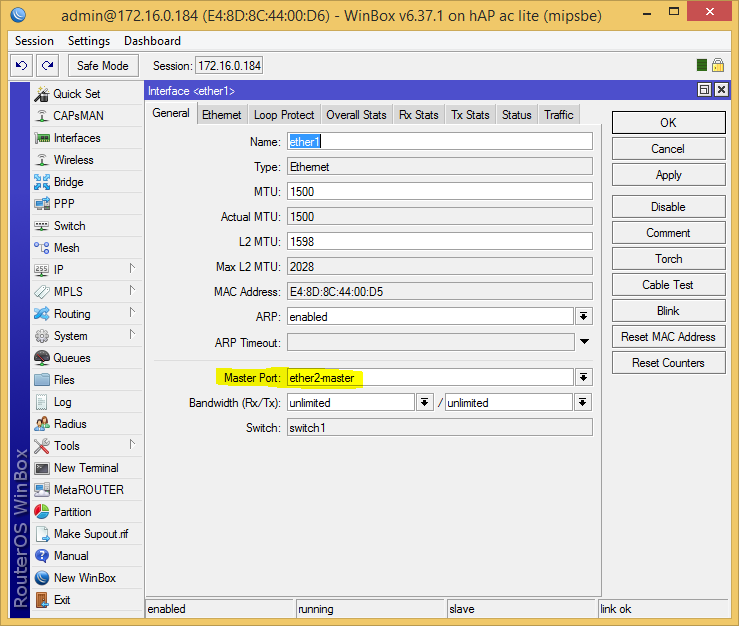 admin@172.16.0.184 (E4:8D:8C:44:00:D6) - WinBox v6.37.1 on hAP ac lite (mipsbe)
Session Settings Dashboard
Safe Mode Session: 172.16.0.184
RouterOS WinBox
Quick Set
CAPsMAN
Interfaces
Wireless
Bridge
PPP
Switch
Mesh
IP
MPLS
Routing
System
Queues
Files
Log
Radius
Tools
New Terminal
MetaROUTER
Partition
Make Supout.rif
Manual
New WinBox
Exit
Interface <ether1>
General Ethernet Loop Protect Overall Stats Rx Stats Tx Stats Status Traffic
Name: ether1
Type: Ethernet
MTU: 1500
Actual MTU: 1500
L2 MTU: 1598
Max L2 MTU: 2028
MAC Address: E4:8D:8C:44:00:D5
ARP: enabled
ARP Timeout:
Master Port: ether2-master
Bandwidth (Rx/Tx): unlimited / unlimited
Switch: switch1
OK
Cancel
Apply
Disable
Comment
Torch
Cable Test
Blink
Reset MAC Address
Reset Counters
enabled running slave link ok